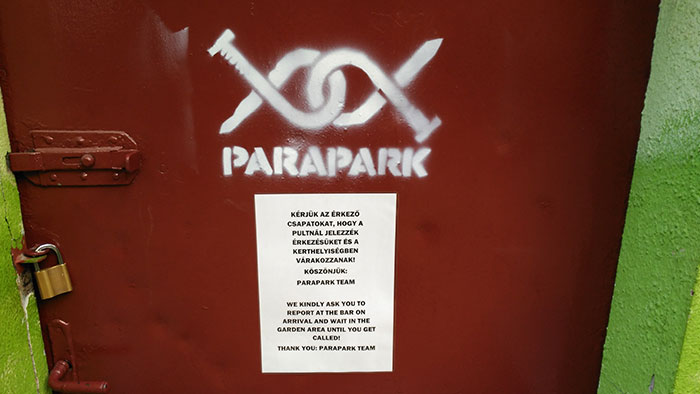 PARAPARK
KÉRJÜK AZ ÉRKEZŐ
CSAPATOKAT, HOGY A
PULTNÁL JELEZZÉK
ÉRKEZÉSÜKET ÉS A
KERTHELYISÉGBEN
VÁRAKOZZANAK!
KÖSZÖNJÜK:
PARAPARK TEAM
WE KINDLY ASK YOU TO
REPORT AT THE BAR ON
ARRIVAL AND WAIT IN THE
GARDEN AREA UNTIL YOU GET
CALLED!
THANK YOU: PARAPARK TEAM